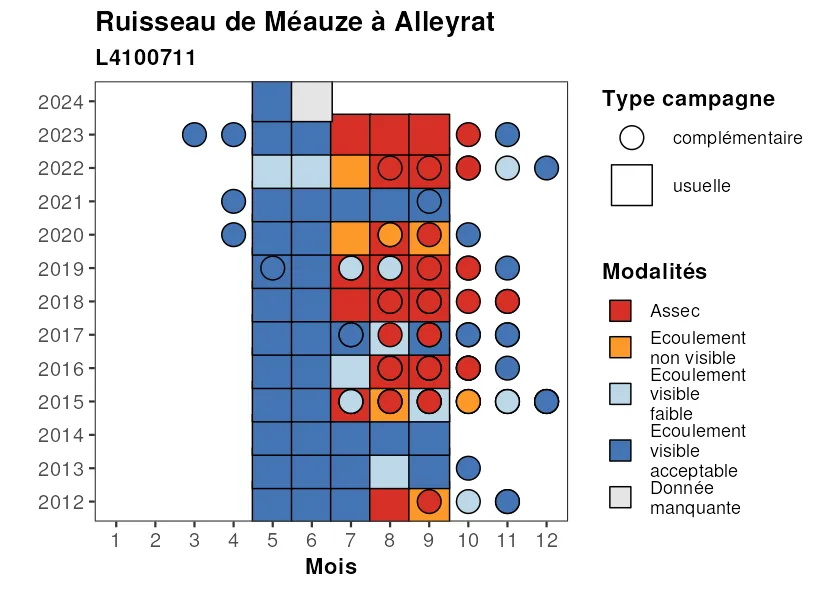 Ruisseau de Méauze à Alleyrat
L4100711
2024
2023
2022
2021
2020
2019
2018
2017
2016
2015
2014
2013
2012
1 2 3 4 5 6 7 8 9 10 11 12
Mois
Type campagne
complémentaire
usuelle
Modalités
Assec
Ecoulement
non visible
Ecoulement
visible
faible
Ecoulement
visible
acceptable
Donnée
manquante